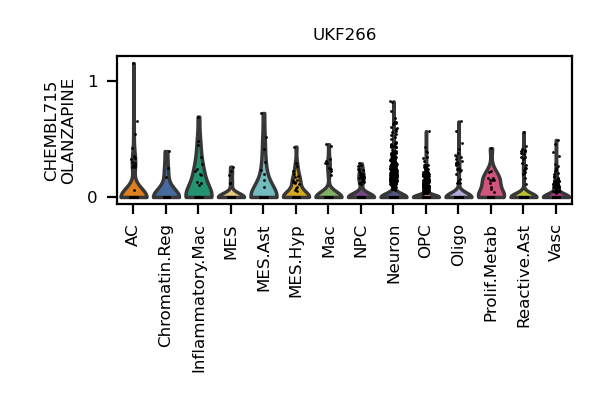 UKF266
CHEMBL715
OLANZAPINE
1
0
AC
Chromatin.Reg
Inflammatory.Mac
MES
MES.Ast
MES.Hyp
Mac
NPC
Neuron
OPC
Oligo
Prolif.Metab
Reactive.Ast
Vasc